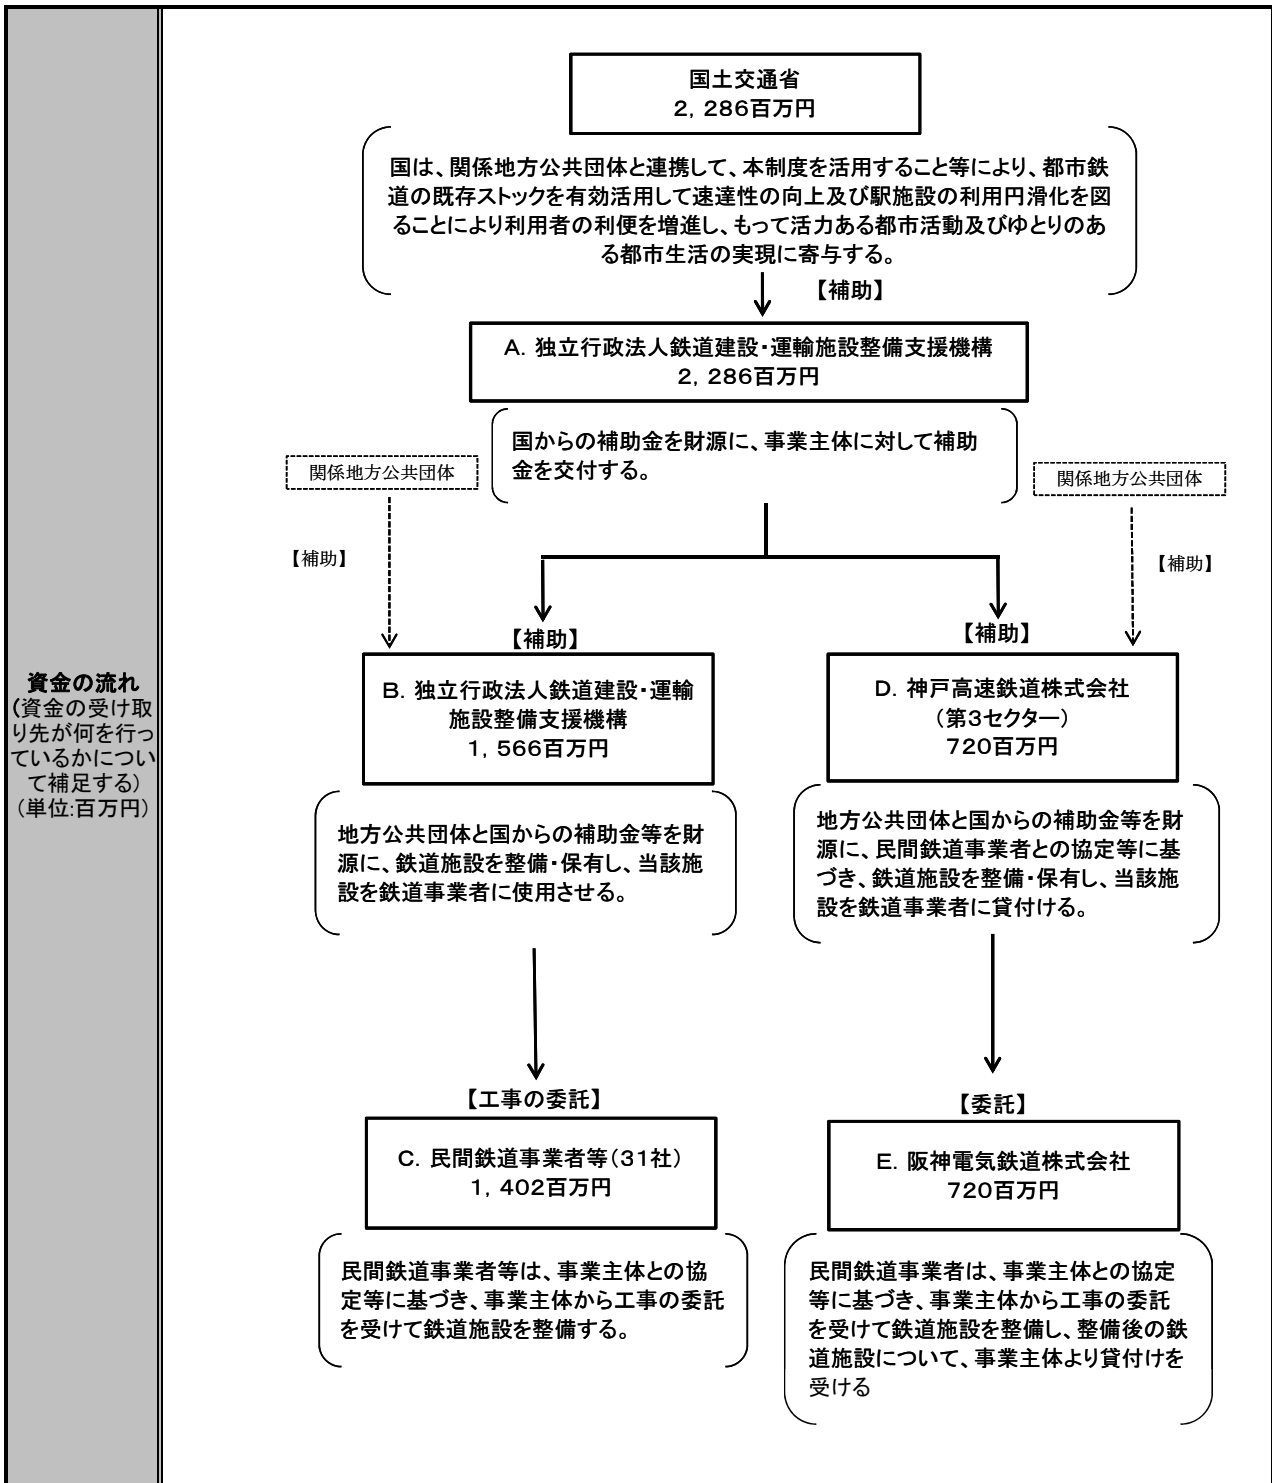 資金の流れ
(資金の受け取
り先が何を行っ
ているかについ
て補足する)
(単位:百万円)
国土交通省
2,286百万円
国は、関係地方公共団体と連携して、本制度を活用すること等により、都市鉄
道の既存ストックを有効活用して速達性の向上及び駅施設の利用円滑化を図
ることにより利用者の利便を増進し、もって活力ある都市活動及びゆとりのあ
る都市生活の実現に寄与する。
【補助】
A. 独立行政法人鉄道建設・運輸施設整備支援機構
2,286百万円
国からの補助金を財源に、事業主体に対して補助
金を交付する。
関係地方公共団体
【補助】
関係地方公共団体
【補助】
【補助】
B. 独立行政法人鉄道建設・運輸
施設整備支援機構
1,566百万円
地方公共団体と国からの補助金等を財
源に、鉄道施設を整備・保有し、当該施
設を鉄道事業者に使用させる。
【工事の委託】
C. 民間鉄道事業者等(31社)
1,402百万円
民間鉄道事業者等は、事業主体との協
定等に基づき、事業主体から工事の委託
を受けて鉄道施設を整備する。
【補助】
D. 神戸高速鉄道株式会社
(第3セクター)
720百万円
地方公共団体と国からの補助金等を財
源に、民間鉄道事業者との協定等に基
づき、鉄道施設を整備・保有し、当該施
設を鉄道事業者に貸付ける。
【委託】
E. 阪神電気鉄道株式会社
720百万円
民間鉄道事業者は、事業主体との協定
等に基づき、事業主体から工事の委託
を受けて鉄道施設を整備し、整備後の鉄
道施設について、事業主体より貸付けを
受ける